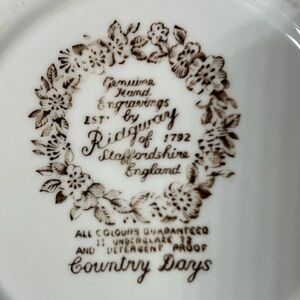 Genuine
Hand
Engravings
EST. by
Ridgway
of 1792
Staffordshire
England
ALL COLOURS GUARANTEED
UNDERGLAZE
AND DETERGENT PROOF
Country Days